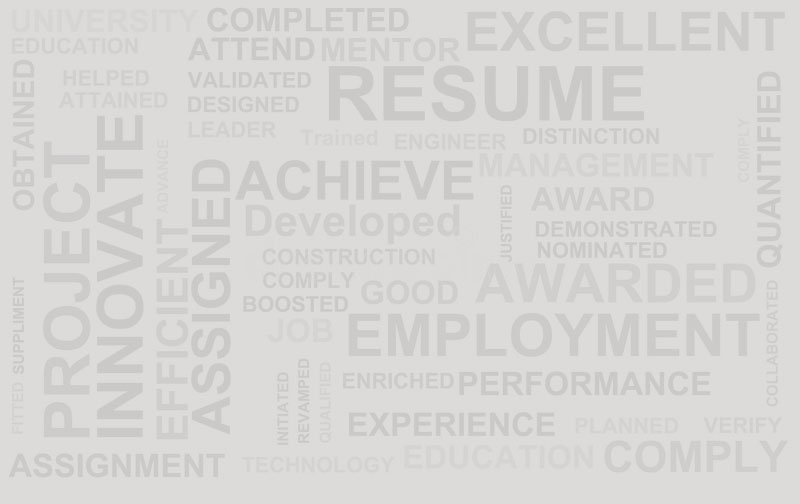 UNIVERSITY
COMPLETED
EXCELLENT
EDUCATION
ATTEND
MENTOR
OBTAINED
HELPED
VALIDATED
RESUME
QUANTIFIED
ATTAINED
DESIGNED
LEADER
Trained
ENGINEER
DISTINCTION
COMPLY
PROJECT
INNOVATE
ADVANCE
ASSIGNED
ACHIEVE
MANAGEMENT
JUSTIFIED
AWARD
Developed
DEMONSTRATED
EFFICIENT
CONSTRUCTION
NOMINATED
COMPLY
AWARDED
SUPPLIMENT
BOOSTED
GOOD
COLLABORATED
JOB
EMPLOYMENT
FITTED
INITIATED
REVAMPED
QUALIFIED
ENRICHED
PERFORMANCE
EXPERIENCE
PLANNED
VERIFY
ASSIGNMENT
TECHNOLOGY
EDUCATION
COMPLY